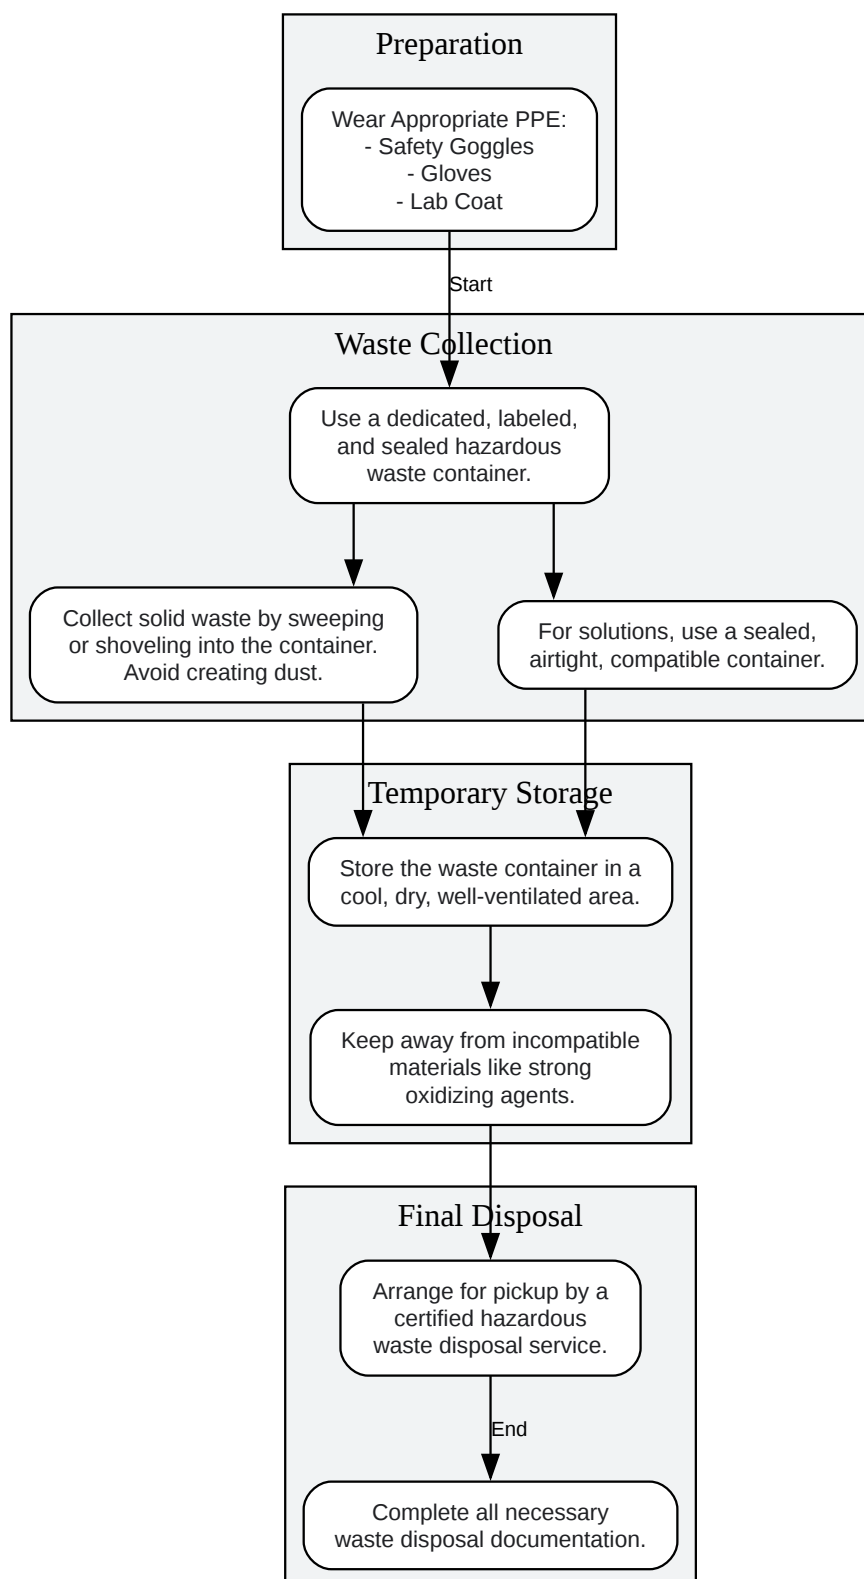 Preparation
Wear Appropriate PPE:
- Safety Goggles
- Gloves
- Lab Coat
Start
Waste Collection
Use a dedicated, labeled,
and sealed hazardous
waste container.
Collect solid waste by sweeping
or shoveling into the container.
Avoid creating dust.
For solutions, use a sealed,
airtight, compatible container.
Temporary Storage
Store the waste container in a
cool, dry, well-ventilated area.
Keep away from incompatible
materials like strong
oxidizing agents.
Final Disposal
Arrange for pickup by a
certified hazardous
waste disposal service.
End
Complete all necessary
waste disposal documentation.